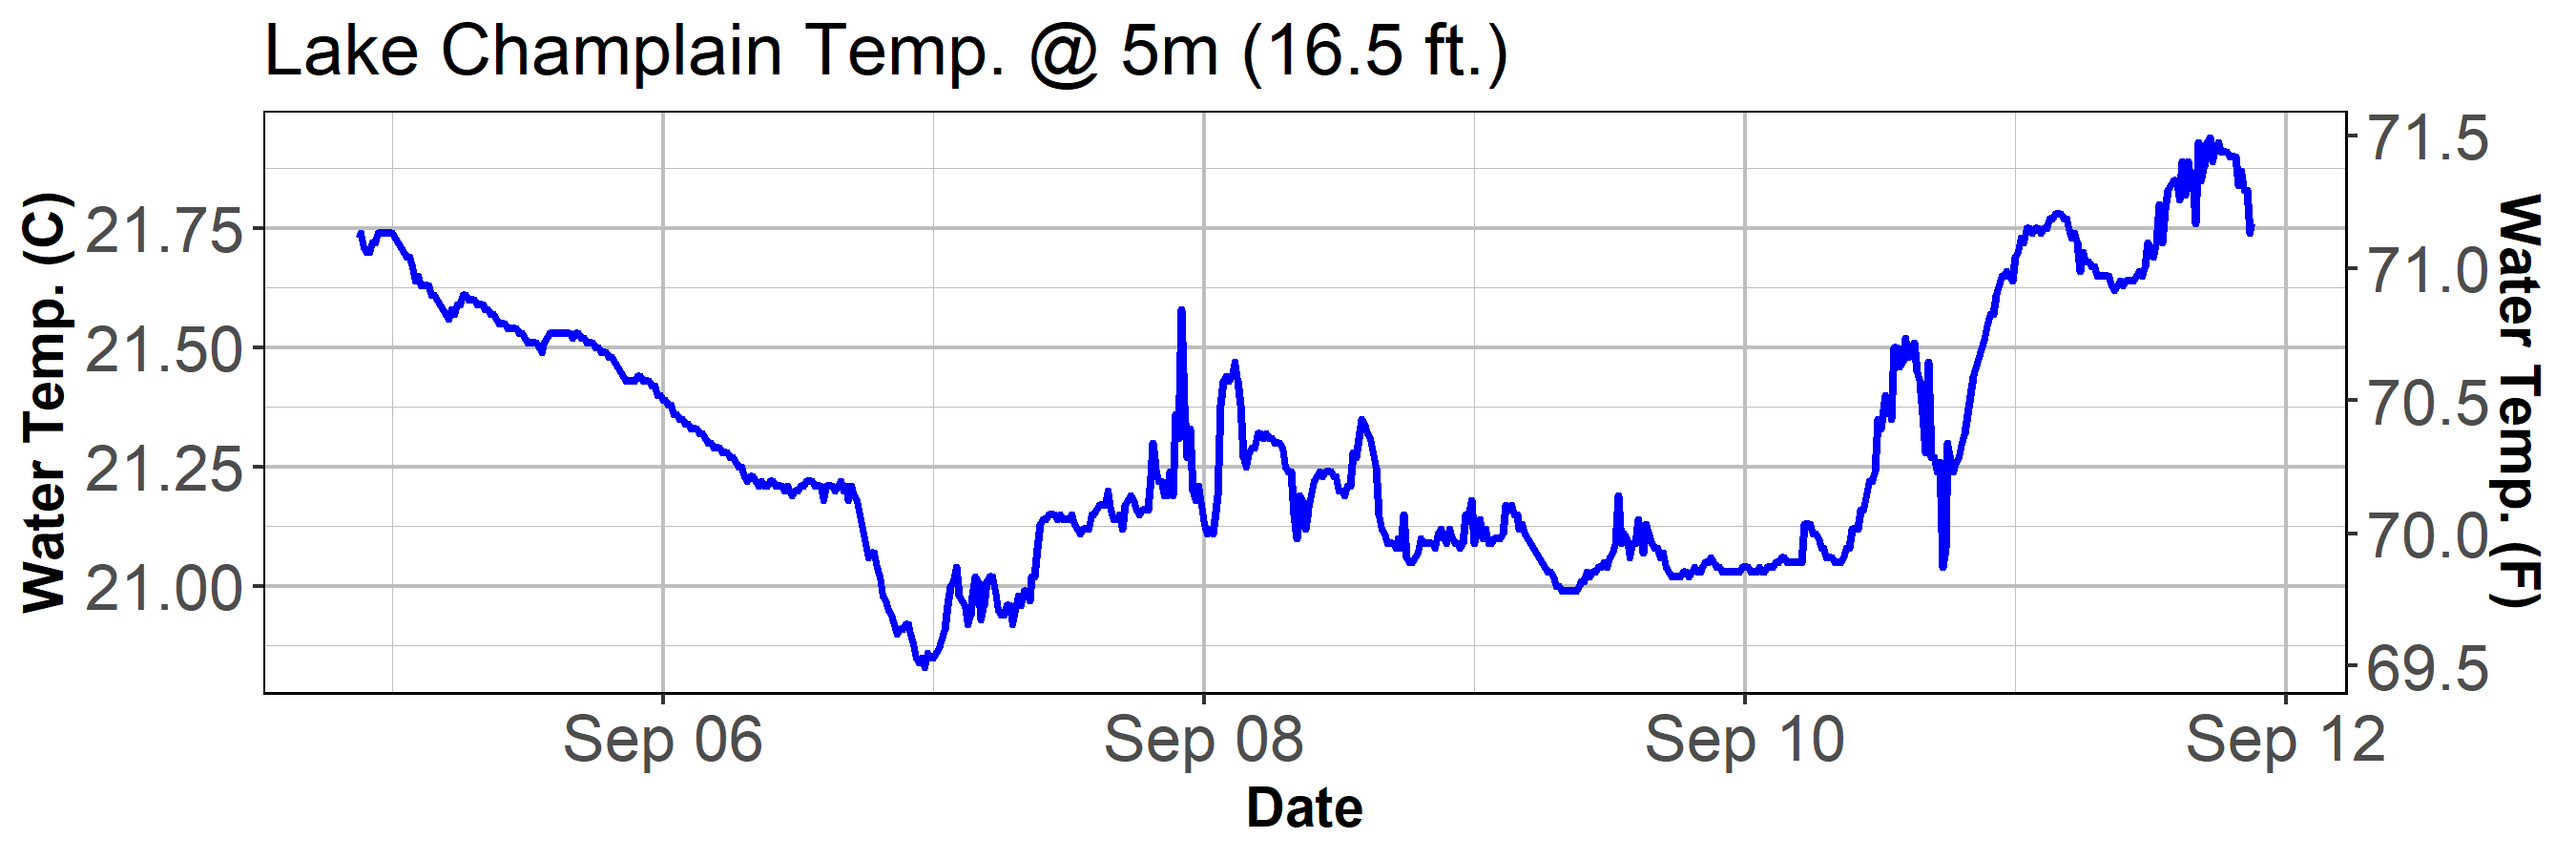 Lake Champlain Temp. @ 5m (16.5 ft.)
Water Temp. (C)
21.75
21.50
21.25
21.00
71.5
71.0
70.5
70.0
69.5
Water Temp. (F)
Sep 06
Sep 08
Sep 10
Sep 12
Date